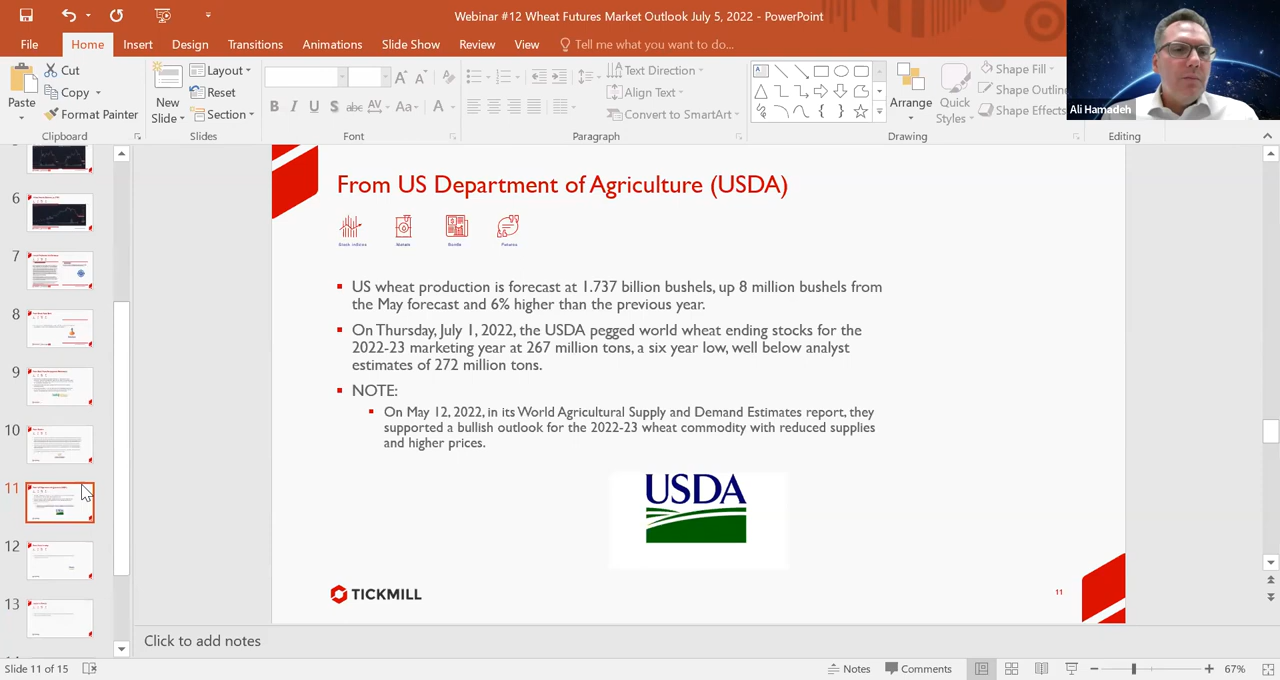 Webinar #12 Wheat Futures Market Outlook July 5, 2022 - PowerPoint
File Home Insert Design Transitions Animations Slide Show Review View Tell me what you want to do...
Paste
Cut
Copy
Format Painter
Clipboard
New
Slide
Layout
Reset
Section
Slides
B I U S abc AV Aa A
Font
Text Direction
Align Text
Convert to SmartArt
Paragraph
Arrange
Quick
Styles
Shape Fill
Shape Outlin
Shape Effects
Drawing
Editing
Ali Hamadeh
6
7
8
9
10
11
12
13
From US Department of Agriculture (USDA)
Stock Indices Bonds Futures
US wheat production is forecast at 1.737 billion bushels, up 8 million bushels from
the May forecast and 6% higher than the previous year.
On Thursday, July 1, 2022, the USDA pegged world wheat ending stocks for the
2022-23 marketing year at 267 million tons, a six year low, well below analyst
estimates of 272 million tons.
NOTE:
On May 12, 2022, in its World Agricultural Supply and Demand Estimates report, they
supported a bullish outlook for the 2022-23 wheat commodity with reduced supplies
and higher prices.
USDA
TICKMILL
11
Click to add notes
Slide 11 of 15
Notes
Comments
67%